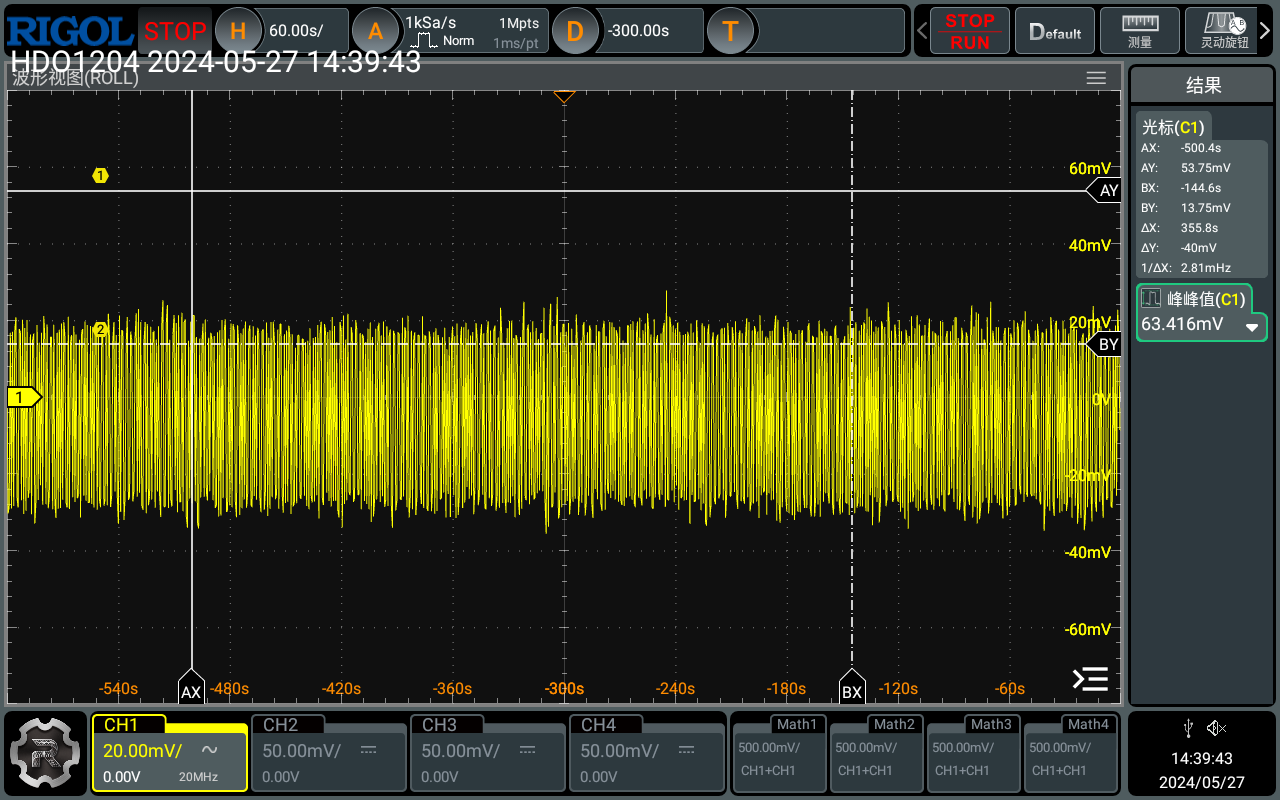 RIGOL STOP H 60.00s/ A 1kSa/s Norm 1Mpts 1ms/pt D -300.00s T STOP RUN Default 测量 灵动旋钮
HDO1204 2024-05-27 14:39:43
波形视图(ROLL)
结果
光标(C1)
AX: -500.4s
AY: 53.75mV
BX: -144.6s
BY: 13.75mV
ΔX: 355.8s
ΔY: -40mV
1/ΔX: 2.81mHz
峰峰值(C1)
63.416mV
1
60mV
AY
40mV
2
20mV
BY
1
0V
-20mV
-40mV
-60mV
-540s AX -480s -420s -360s -300s -240s -180s BX -120s -60s
CH1 CH2 CH3 CH4 Math1 Math2 Math3 Math4
20.00mV/ 50.00mV/ 50.00mV/ 50.00mV/ 500.00mV/ 500.00mV/ 500.00mV/ 500.00mV/
0.00V 20MHz 0.00V 0.00V 0.00V CH1+CH1 CH1+CH1 CH1+CH1 CH1+CH1
14:39:43
2024/05/27